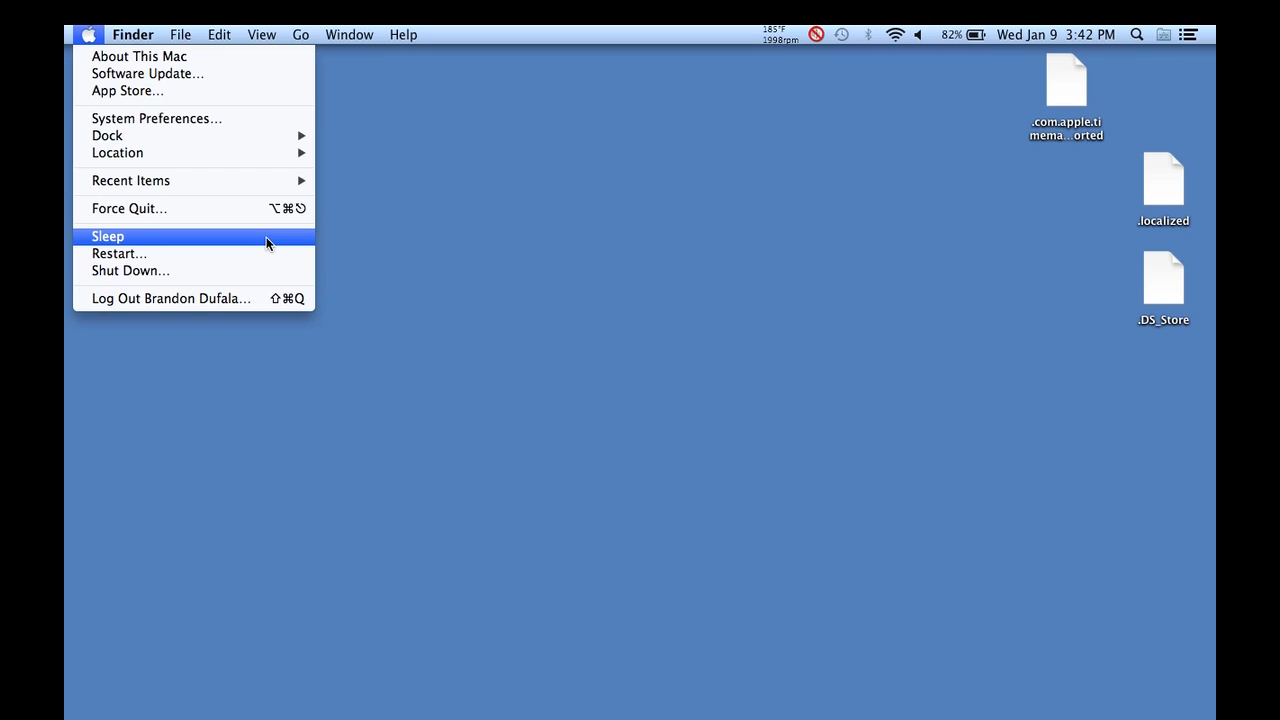 Finder File Edit View Go Window Help 185°F 1998rpm 82% Wed Jan 9 3:42 PM
About This Mac
Software Update...
App Store...
System Preferences...
Dock
Location
Recent Items
Force Quit... ⌥⌘⎋
Sleep
Restart...
Shut Down...
Log Out Brandon Dufala... ⇧⌘Q
.com.apple.ti
mema...orted
.localized
.DS_Store